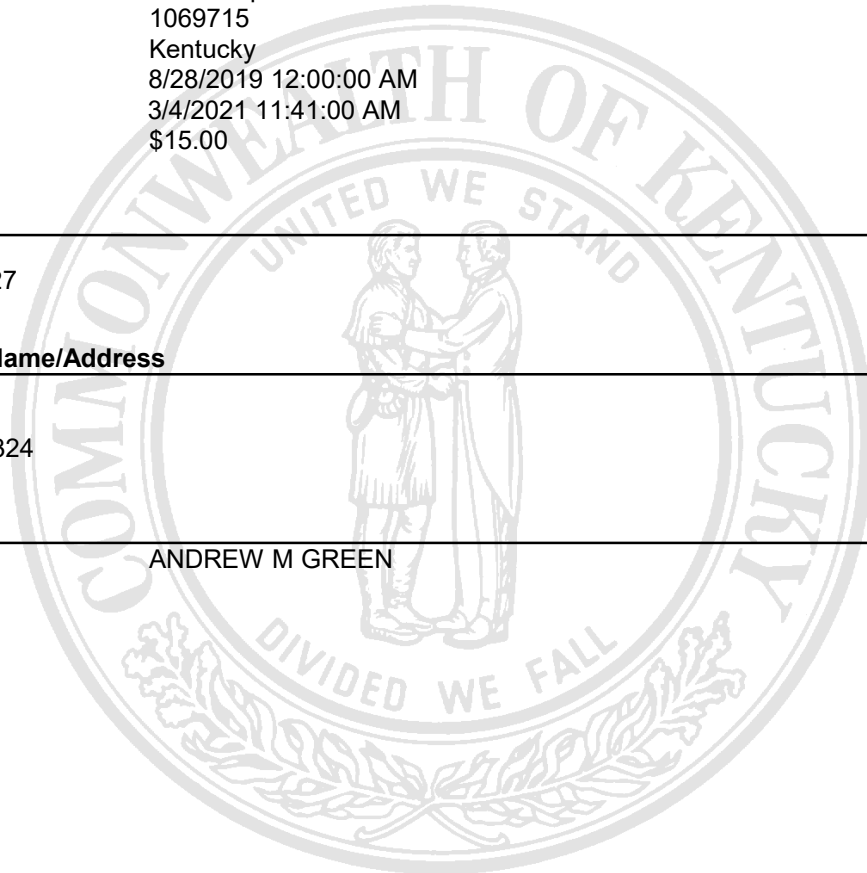 1069715
Kentucky
8/28/2019 12:00:00 AM
3/4/2021 11:41:00 AM
$15.00
COMMONWEALTH OF KENTUCKY
UNITED WE STAND
27
Name/Address
324
ANDREW M GREEN
DIVIDED WE FALL